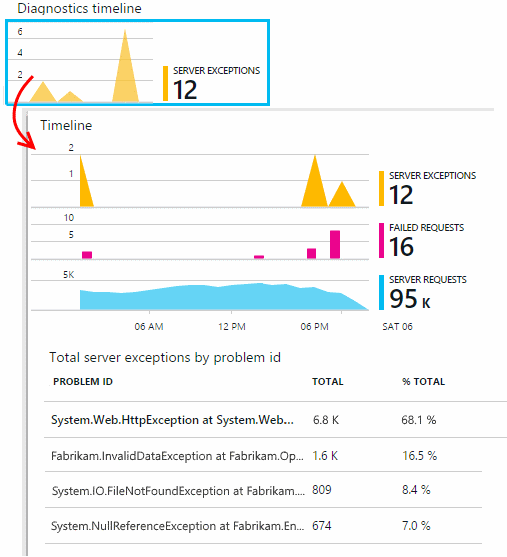 Diagnostics timeline
6
4
2
SERVER EXCEPTIONS
12
Timeline
2
1
SERVER EXCEPTIONS
12
10
5
FAILED REQUESTS
16
5K
SERVER REQUESTS
95 K
06 AM 12 PM 06 PM SAT 06
Total server exceptions by problem id
PROBLEM ID TOTAL % TOTAL
System.Web.HttpException at System.Web... 6.8 K 68.1 %
Fabrikam.InvalidDataException at Fabrikam.Op... 1.6 K 16.5 %
System.IO.FileNotFoundException at Fabrikam.... 809 8.4 %
System.NullReferenceException at Fabrikam.En... 674 7.0 %